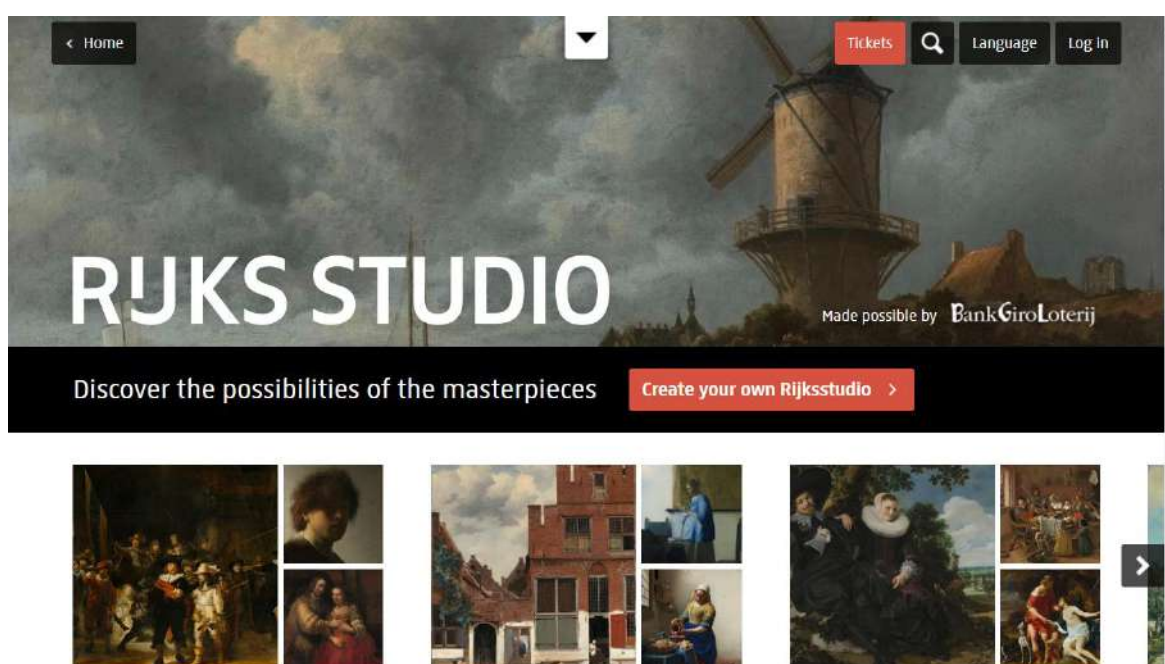 Home
Tickets
Language
Log in
RIJKS STUDIO
Made possible by BankGiroLoterij
Discover the possibilities of the masterpieces
Create your own Rijksstudio